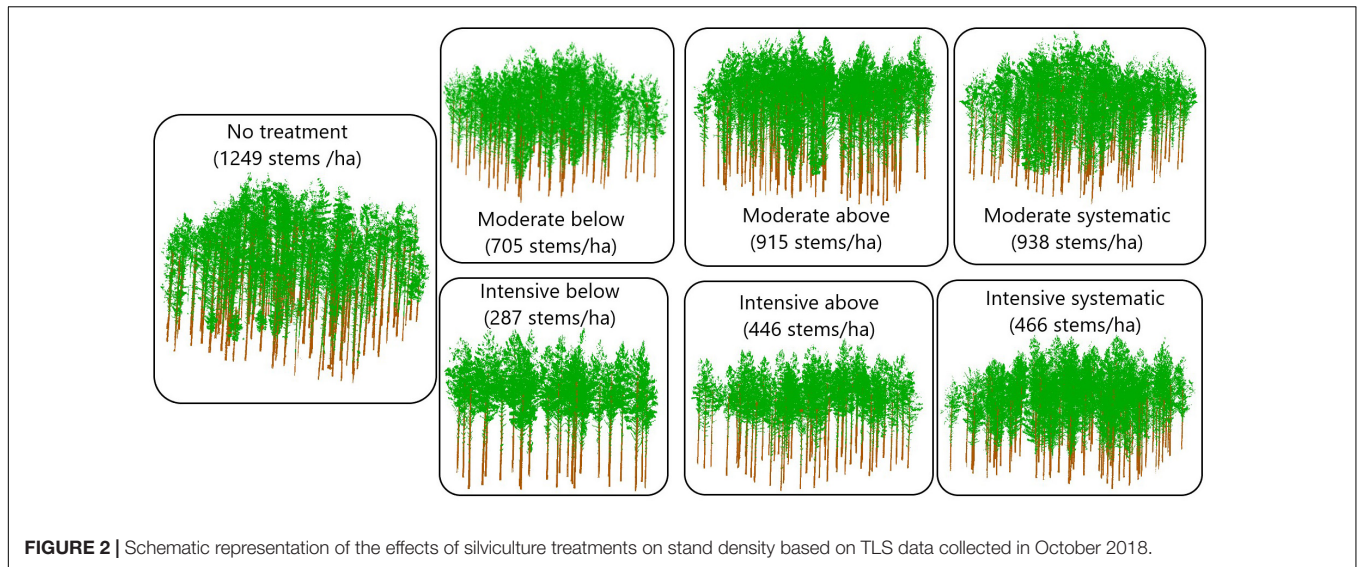 No treatment
(1249 stems /ha)
Moderate below
(705 stems/ha)
Moderate above
(915 stems/ha)
Moderate systematic
(938 stems/ha)
Intensive below
(287 stems/ha)
Intensive above
(446 stems/ha)
Intensive systematic
(466 stems/ha)
FIGURE 2 | Schematic representation of the effects of silviculture treatments on stand density based on TLS data collected in October 2018.